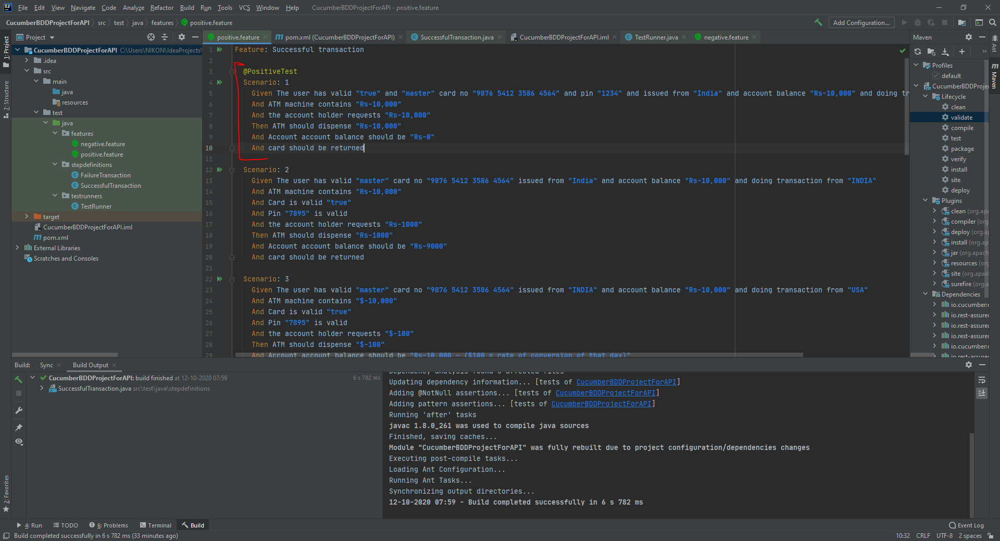 File Edit View Navigate Code Analyze Refactor Build Run Tools VCS Window Help CucumberBDDProjectForAPI - positive.feature
CucumberBDDProjectForAPI src test java features positive.feature
Add Configuration...
Project
positive.feature pom.xml (CucumberBDDProjectForAPI) SuccessfulTransaction.java CucumberBDDProjectForAPI.iml TestRunner.java negative.feature
Maven
1: Project
7: Structure
2: Favorites
CucumberBDDProjectForAPI C:\Users\NIKON\IdeaProjects\
.idea
src
main
java
resources
test
java
features
negative.feature
positive.feature
stepdefinitions
FailureTransaction
SuccessfulTransaction
testrunners
TestRunner
target
CucumberBDDProjectForAPI.iml
pom.xml
External Libraries
Scratches and Consoles
1 Feature: Successful transaction
2
3 @PositiveTest
4 Scenario: 1
5 Given The user has valid "true" and "master" card no "9876 5412 3586 4564" and pin "1234" and issued from "India" and account balance "Rs-10,000" and doing tr
6 And ATM machine contains "Rs-10,000"
7 And the account holder requests "Rs-10,000"
8 Then ATM should dispense "Rs-10,000"
9 And Account account balance should be "Rs-0"
10 And card should be returned
11
12 Scenario: 2
13 Given The user has valid "master" card no "9876 5412 3586 4564" issued from "India" and account balance "Rs-10,000" and doing transaction from "INDIA"
14 And ATM machine contains "Rs-10,000"
15 And Card is valid "true"
16 And Pin "7895" is valid
17 And the account holder requests "Rs-1000"
18 Then ATM should dispense "Rs-1000"
19 And Account account balance should be "Rs-9000"
20 And card should be returned
21
22 Scenario: 3
23 Given The user has valid "master" card no "9876 5412 3586 4564" issued from "INDIA" and account balance "Rs-10,000" and doing transaction from "USA"
24 And ATM machine contains "$-10,000"
25 And Card is valid "true"
26 And Pin "7895" is valid
27 And the account holder requests "$-100"
28 Then ATM should dispense "$-100"
29 And Account account balance should be "Rs-10,000 - ($100 * rate of conversion of that day)"
Profiles
default
CucumberBDDProjec
Lifecycle
clean
validate
compile
test
package
verify
install
site
deploy
Plugins
clean (org.apa
compiler (org
deploy (org.a
install (org.ap
jar (org.apach
resources (org
site (org.apac
surefire (org.a
Dependencies
io.cucumber:c
io.rest-assured
io.rest-assured
io.rest-assured
io.cucumber:c
io.rest-assured
Ant
Maven
Build: Sync Build Output
CucumberBDDProjectForAPI: build finished at 12-10-2020 07:59 6 s 782 ms
SuccessfulTransaction.java src\test\java\stepdefinitions
Dependency analysis found 0 affected files
Updating dependency information... [tests of CucumberBDDProjectForAPI]
Adding @NotNull assertions... [tests of CucumberBDDProjectForAPI]
Adding pattern assertions... [tests of CucumberBDDProjectForAPI]
Running 'after' tasks
javac 1.8.0_261 was used to compile java sources
Finished, saving caches...
Module "CucumberBDDProjectForAPI" was fully rebuilt due to project configuration/dependencies changes
Executing post-compile tasks...
Loading Ant Configuration...
Running Ant Tasks...
Synchronizing output directories...
12-10-2020 07:59 - Build completed successfully in 6 s 782 ms
4: Run TODO 6: Problems Terminal Build Event Log
Build completed successfully in 6 s 782 ms (33 minutes ago) 10:32 CRLF UTF-8 2 spaces